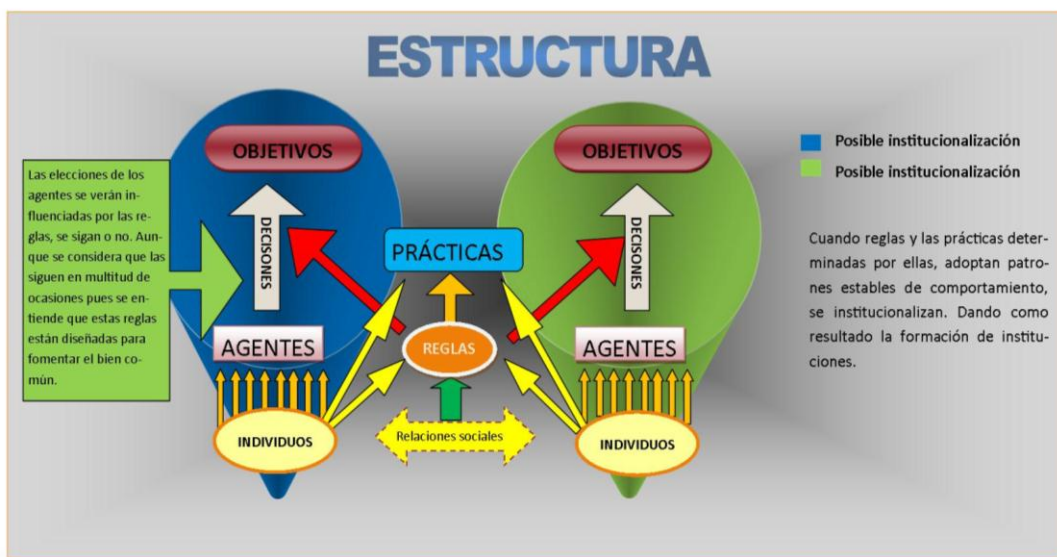 ESTRUCTURA
OBJETIVOS
OBJETIVOS
Posible institucionalización
Posible institucionalización
Las elecciones de los
agentes se verán in-
fluenciadas por las re-
glas, se sigan o no. Aun-
que se considera que las
siguen en multitud de
ocasiones pues se en-
tiende que estas reglas
están diseñadas para
fomentar el bien co-
mún.
DECISONES
PRÁCTICAS
DECISONES
Cuando reglas y las prácticas deter-
minadas por ellas, adoptan patro-
nes estables de comportamiento,
se institucionalizan. Dando como
resultado la formación de institu-
ciones.
AGENTES
REGLAS
AGENTES
INDIVIDUOS
Relaciones sociales
INDIVIDUOS